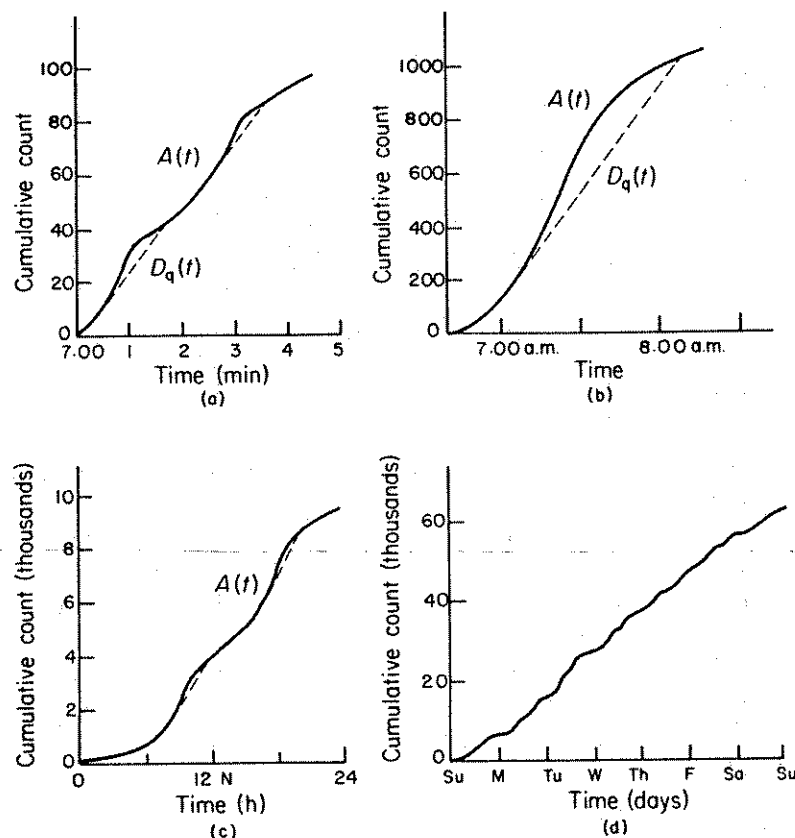 100
80
60
40
20
0
Cumulative count
A(t)
Dq(t)
7.00 1 2 3 4 5
Time (min)
(a)
1000
800
600
400
200
0
Cumulative count
A(t)
Dq(t)
7.00 a.m. 8.00 a.m.
Time
(b)
10
8
6
4
2
0
Cumulative count (thousands)
A(t)
0 12 N 24
Time (h)
(c)
60
40
20
0
Cumulative count (thousands)
Su M Tu W Th F Sa Su
Time (days)
(d)